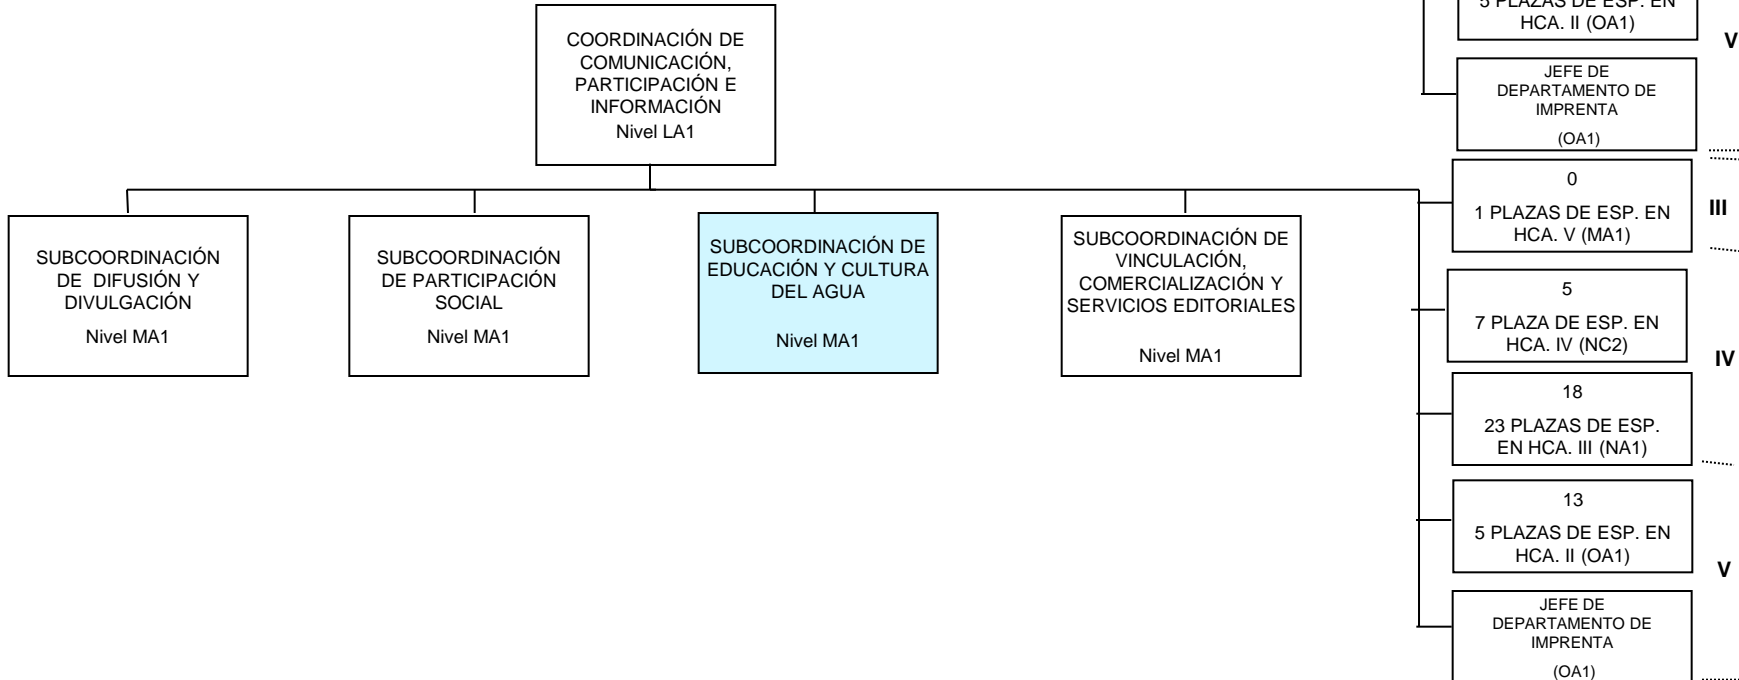 COORDINACIÓN DE
COMUNICACIÓN,
PARTICIPACIÓN E
INFORMACIÓN
Nivel LA1
SUBCOORDINACIÓN
DE DIFUSIÓN Y
DIVULGACIÓN
Nivel MA1
SUBCOORDINACIÓN
DE PARTICIPACIÓN
SOCIAL
Nivel MA1
SUBCOORDINACIÓN DE
EDUCACIÓN Y CULTURA
DEL AGUA
Nivel MA1
SUBCOORDINACIÓN DE
VINCULACIÓN,
COMERCIALIZACIÓN Y
SERVICIOS EDITORIALES
Nivel MA1
5 PLAZAS DE ESP. EN
HCA. II (OA1)
V
JEFE DE
DEPARTAMENTO DE
IMPRENTA
(OA1)
0
1 PLAZAS DE ESP. EN
HCA. V (MA1)
III
5
7 PLAZA DE ESP. EN
HCA. IV (NC2)
IV
18
23 PLAZAS DE ESP.
EN HCA. III (NA1)
13
5 PLAZAS DE ESP. EN
HCA. II (OA1)
V
JEFE DE
DEPARTAMENTO DE
IMPRENTA
(OA1)